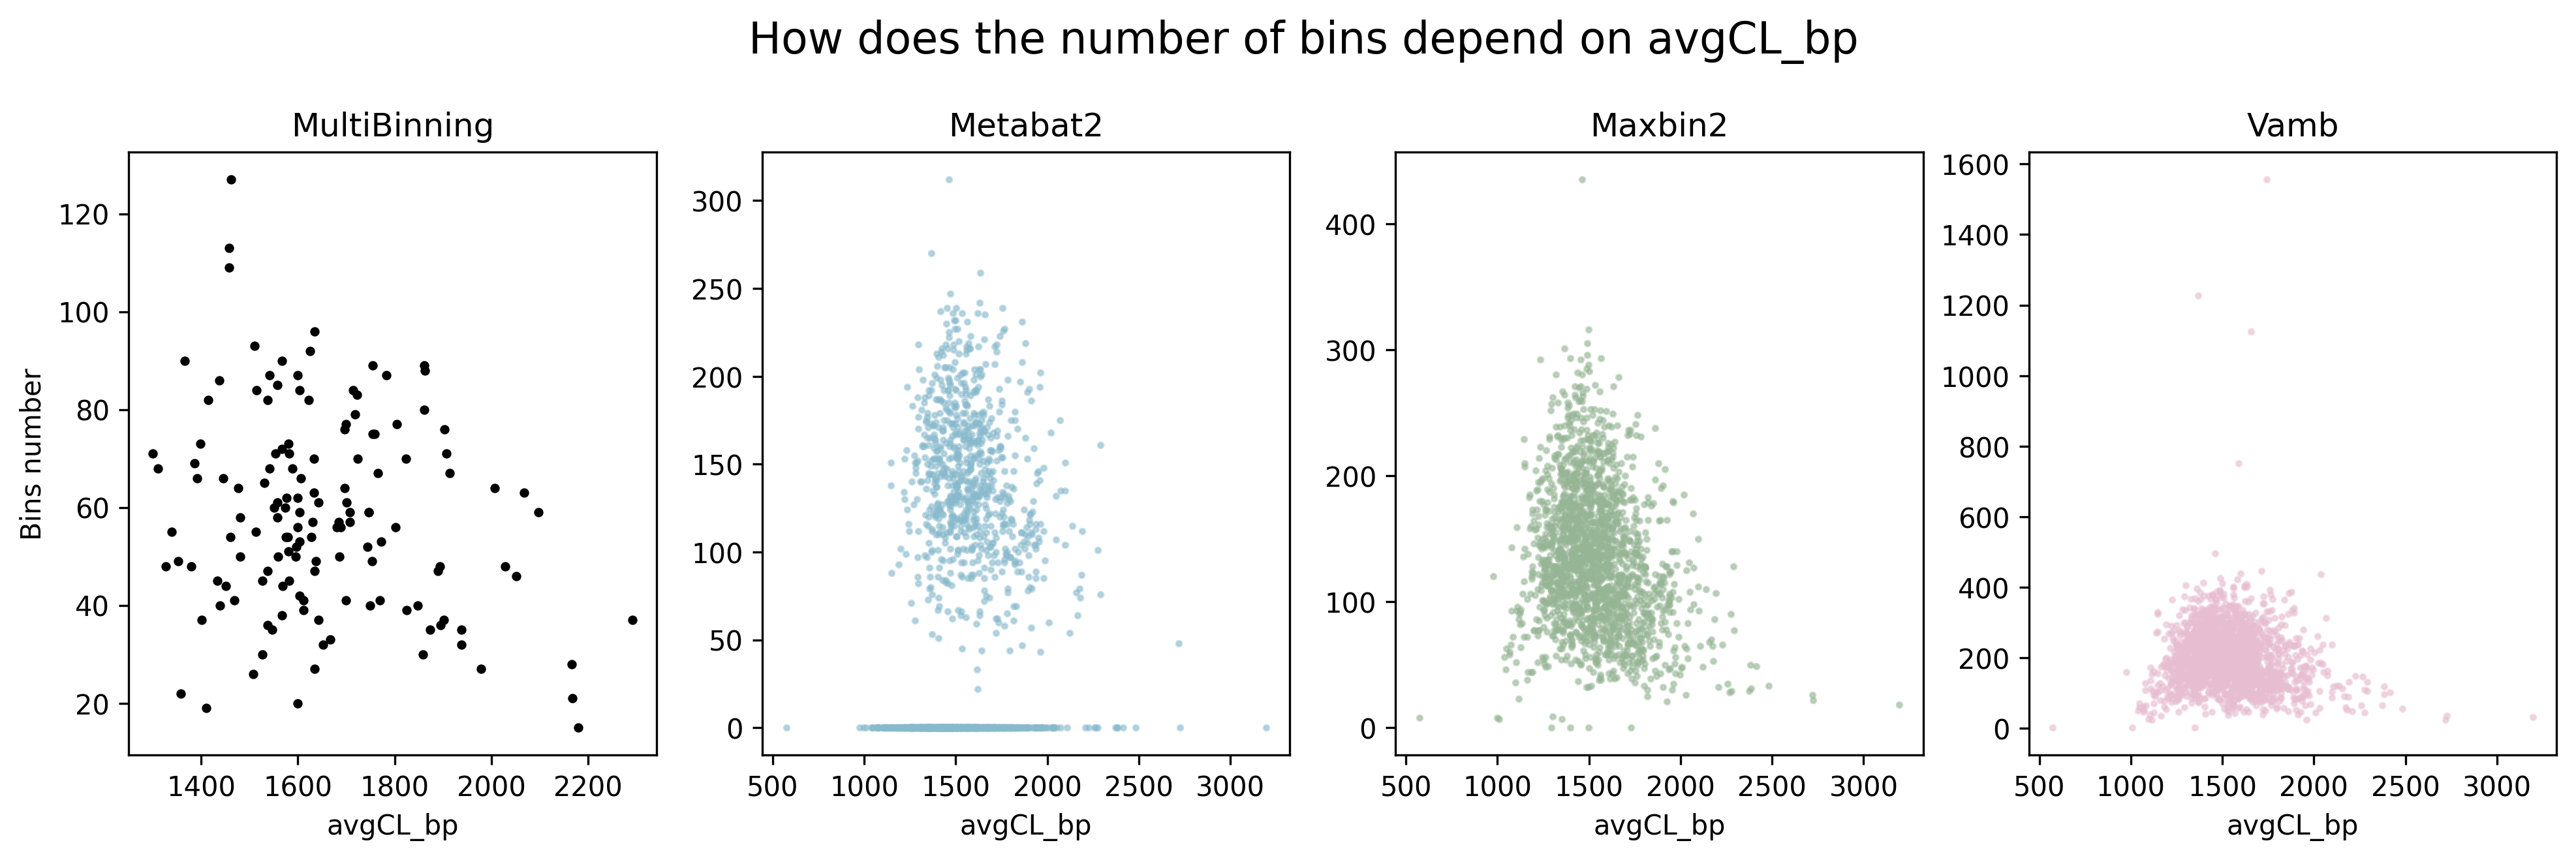 How does the number of bins depend on avgCL_bp
MultiBinning
Metabat2
Maxbin2
Vamb
Bins number
120
100
80
60
40
20
1400 1600 1800 2000 2200
avgCL_bp
300
250
200
150
100
50
0
500 1000 1500 2000 2500 3000
avgCL_bp
400
300
200
100
0
500 1000 1500 2000 2500 3000
avgCL_bp
1600
1400
1200
1000
800
600
400
200
0
500 1000 1500 2000 2500 3000
avgCL_bp